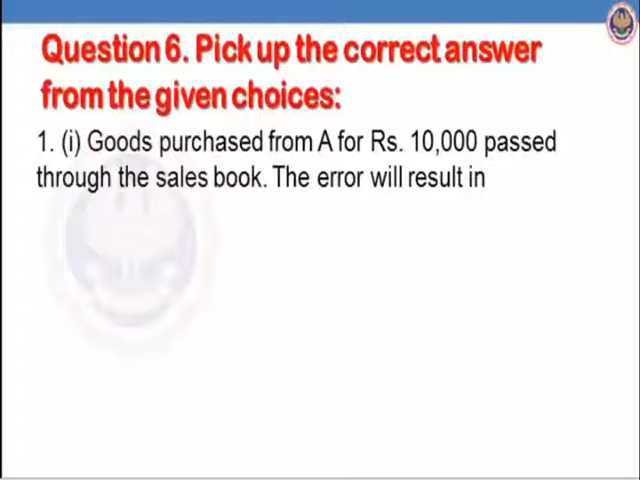 Question 6. Pick up the correct answer
from the given choices:
1. (i) Goods purchased from A for Rs. 10,000 passed
through the sales book. The error will result in